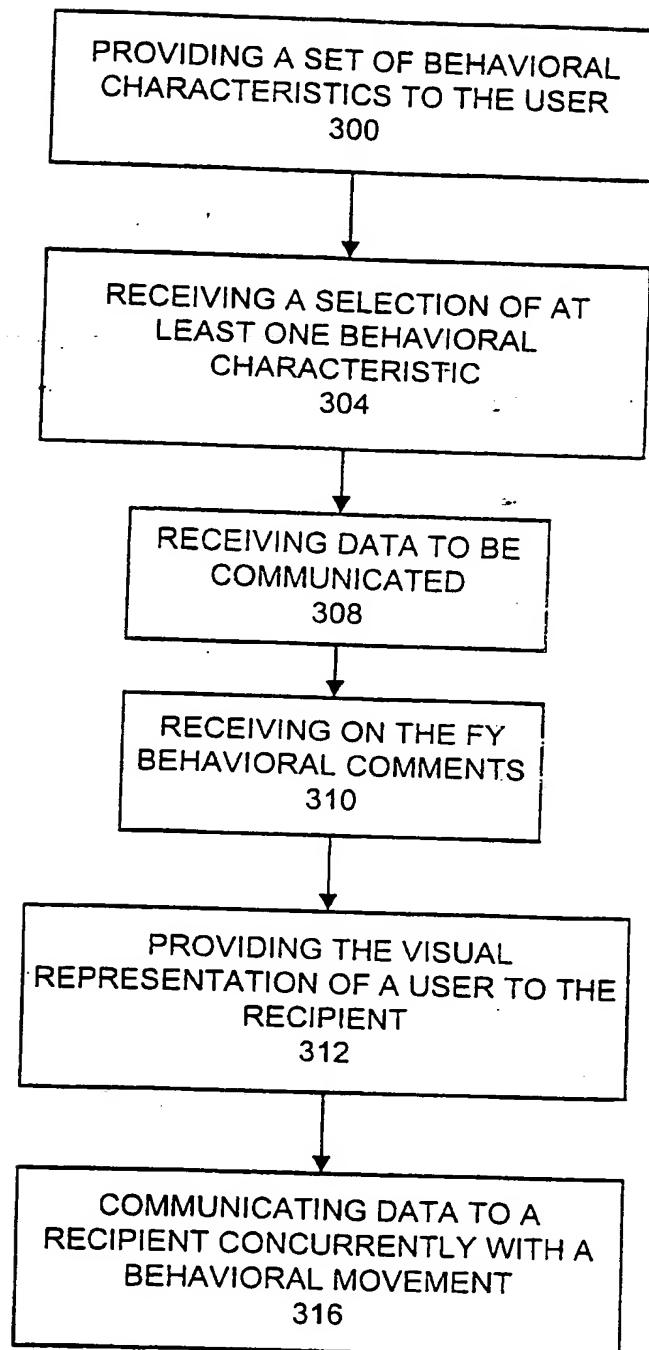 PROVIDING A SET OF BEHAVIORAL
CHARACTERISTICS TO THE USER
300
RECEIVING A SELECTION OF AT
LEAST ONE BEHAVIORAL
CHARACTERISTIC
304
RECEIVING DATA TO BE
COMMUNICATED
308
RECEIVING ON THE FY
BEHAVIORAL COMMENTS
310
PROVIDING THE VISUAL
REPRESENTATION OF A USER TO THE
RECIPIENT
312
COMMUNICATING DATA TO A
RECIPIENT CONCURRENTLY WITH A
BEHAVIORAL MOVEMENT
316